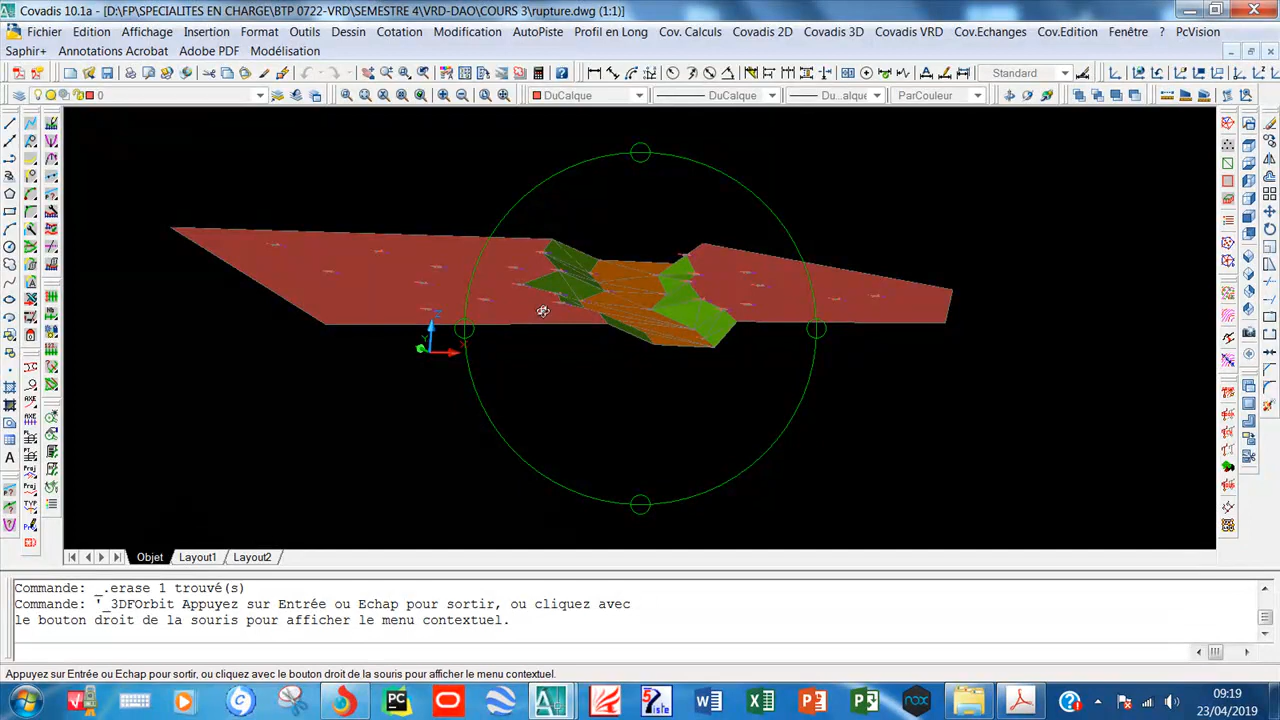 Covadis 10.1a - [D:\FP\SPECIALITES EN CHARGE\BTP 0722-VRD\SEMESTRE 4\VRD-DAO\COURS 3\rupture.dwg (1:1)]
Fichier Edition Affichage Insertion Format Outils Dessin Cotation Modification AutoPiste Profil en Long Cov. Calculs Covadis 2D Covadis 3D Covadis VRD Cov.Echanges Cov.Edition Fenêtre ? PcVision
Saphir+ Annotations Acrobat Adobe PDF Modélisation
Standard
0 DuCalque DuCalque Du...alque ParCouleur
Objet Layout1 Layout2
Commande: _.erase 1 trouvé(s)
Commande: '_3DFOrbit Appuyez sur Entrée ou Echap pour sortir, ou cliquez avec
le bouton droit de la souris pour afficher le menu contextuel.
Appuyez sur Entrée ou Echap pour sortir, ou cliquez avec le bouton droit de la souris pour afficher le menu contextuel.
09:19
23/04/2019